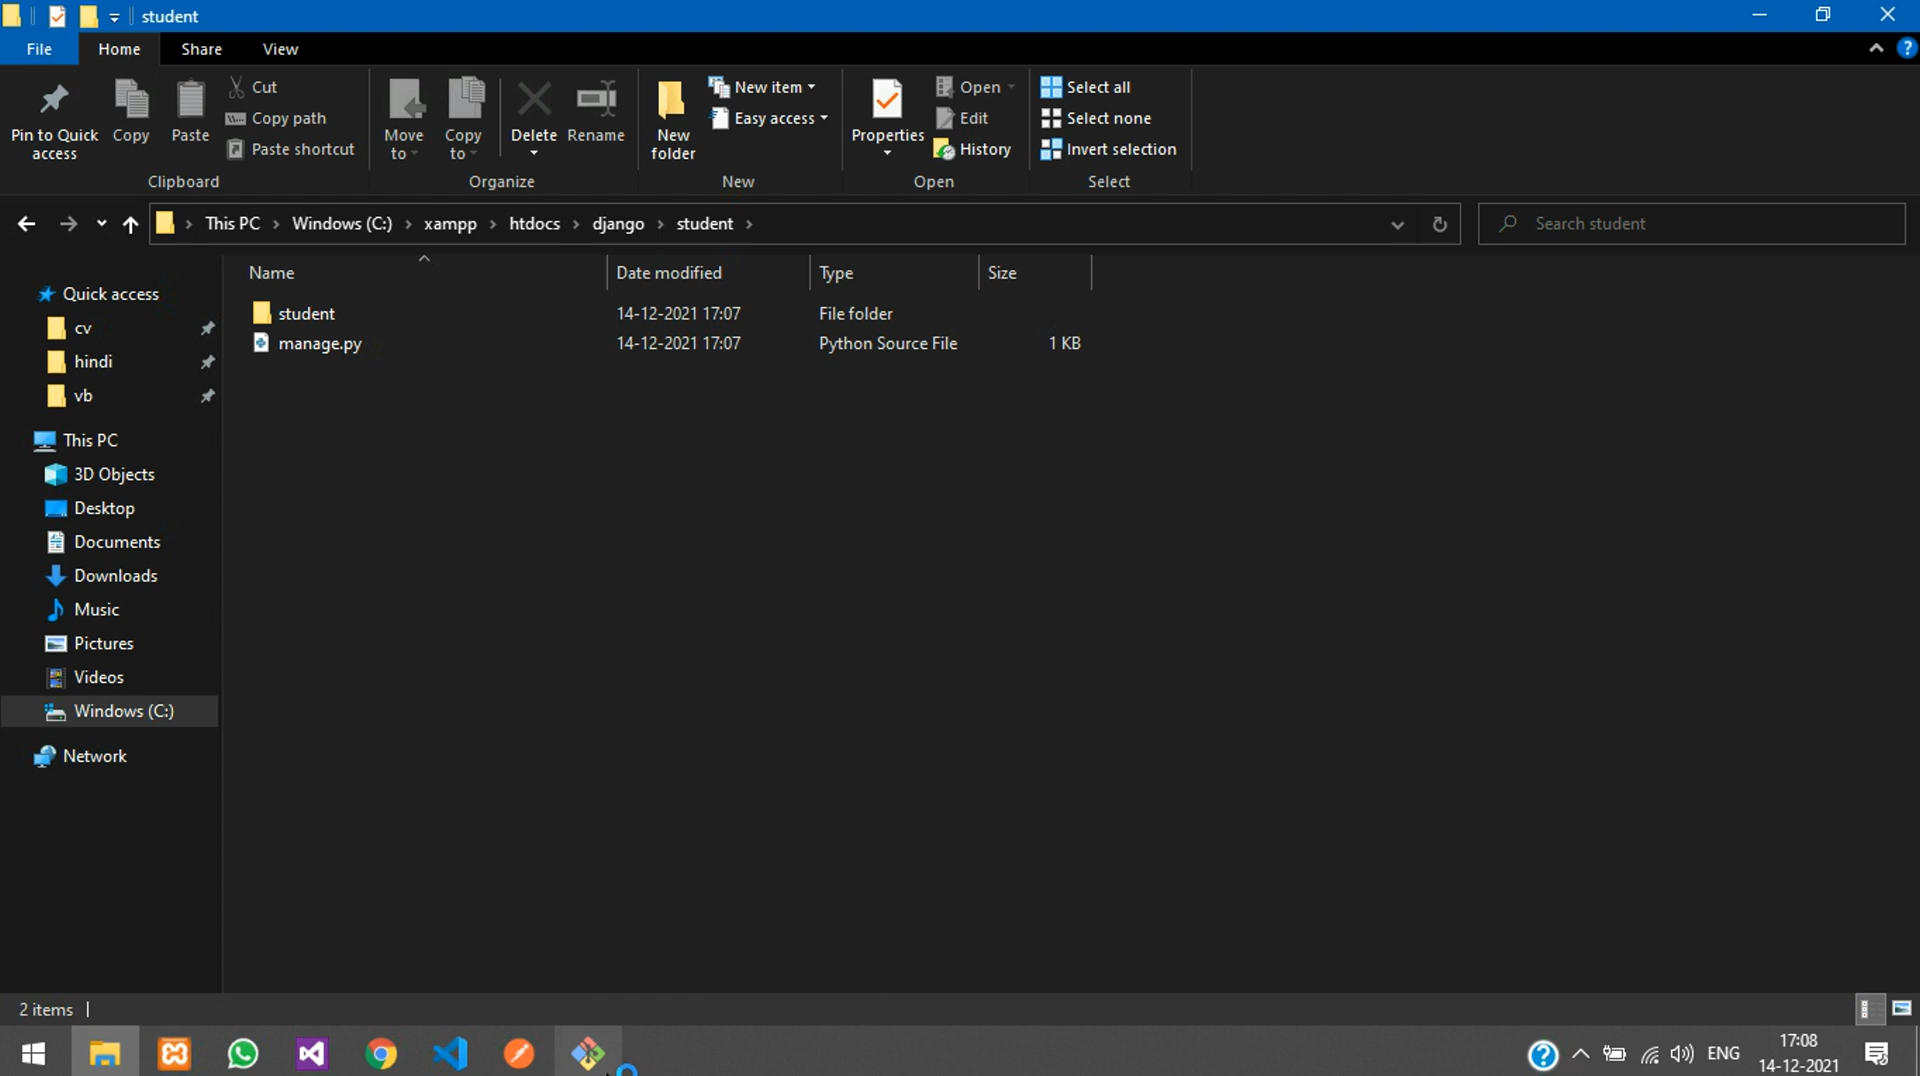 student
File Home Share View
Pin to Quick access
Copy
Paste
Cut
Copy path
Paste shortcut
Clipboard
Move to
Copy to
Delete
Rename
Organize
New folder
New item
Easy access
New
Properties
Open
Edit
History
Open
Select all
Select none
Invert selection
Select
This PC Windows (C:) xampp htdocs django student
Search student
Name Date modified Type Size
student 14-12-2021 17:07 File folder
manage.py 14-12-2021 17:07 Python Source File 1 KB
Quick access
cv
hindi
vb
This PC
3D Objects
Desktop
Documents
Downloads
Music
Pictures
Videos
Windows (C:)
Network
2 items
ENG
17:08
14-12-2021